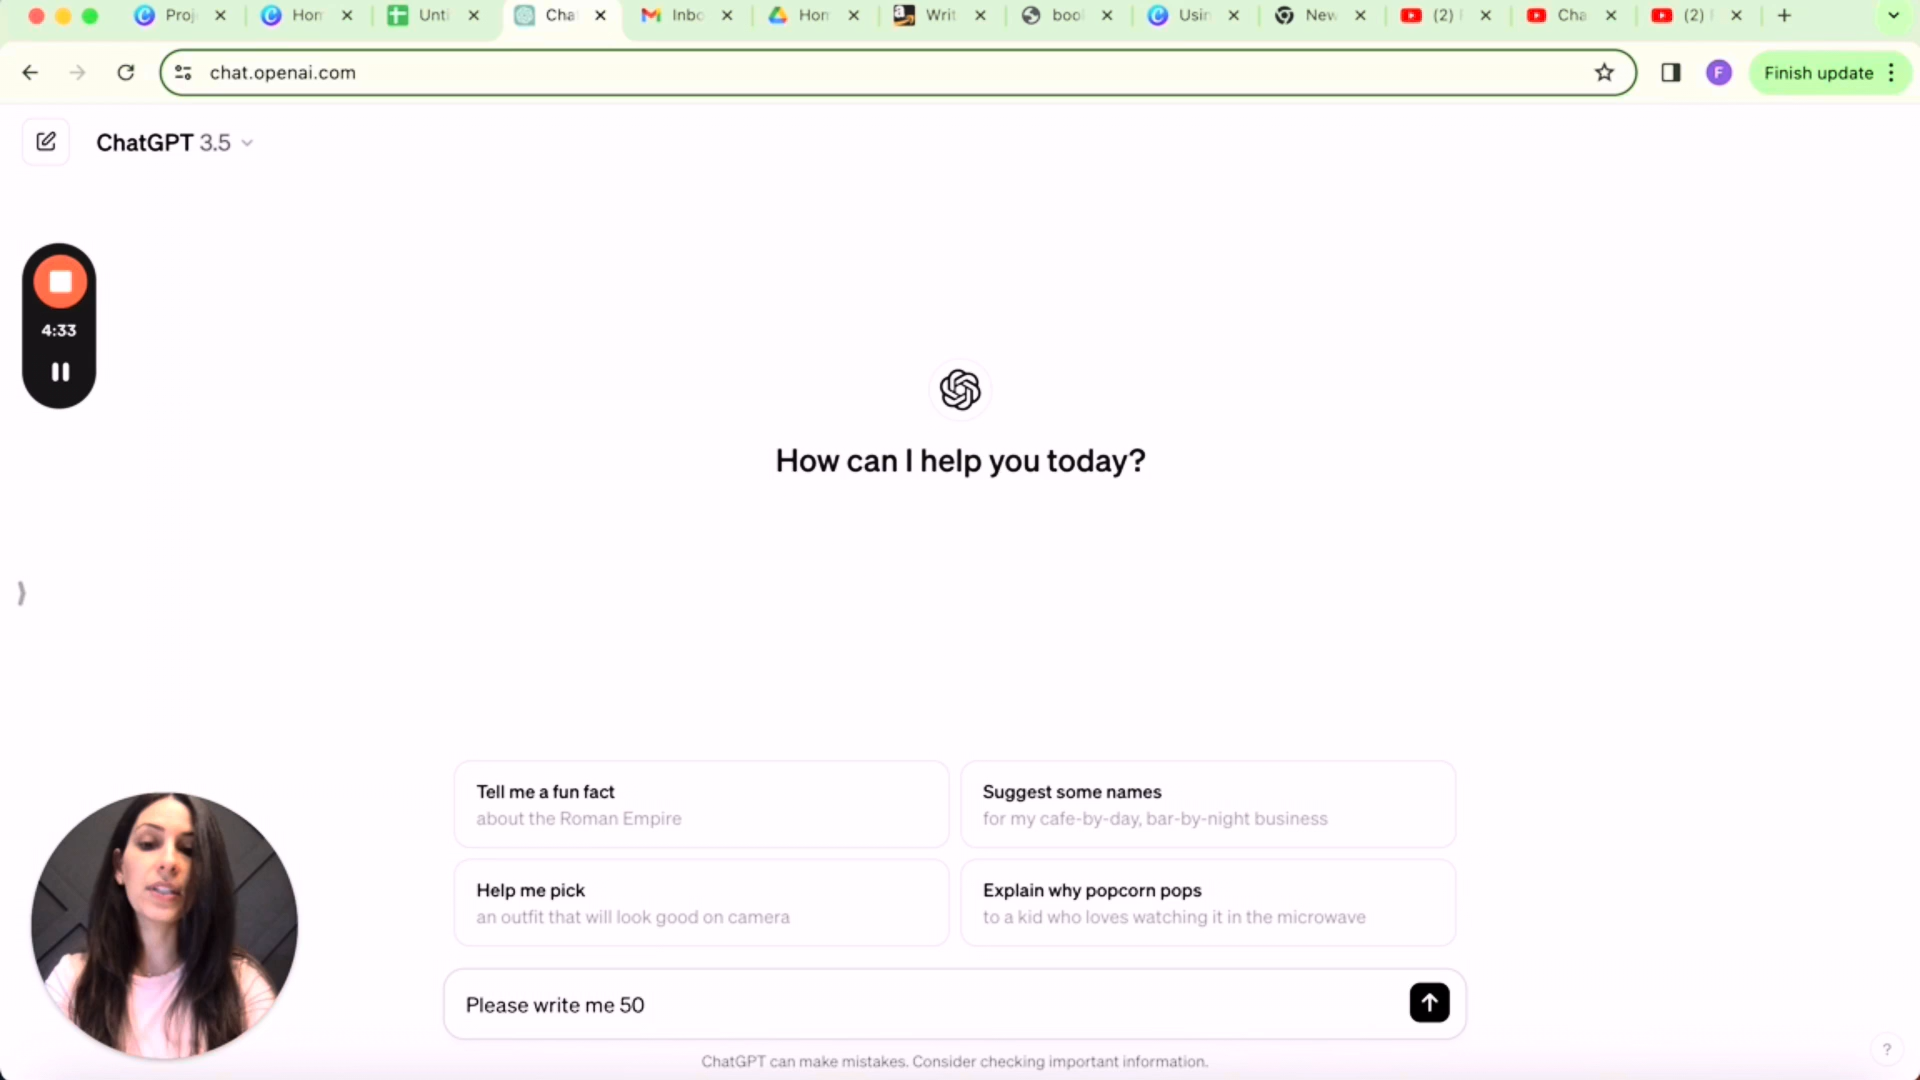 Proj
Hom
Unti
Cha
Inbo
Hom
Writ
bool
Usin
New
(2)
Cha
(2)
chat.openai.com
F
Finish update
ChatGPT 3.5
4:33
How can I help you today?
Tell me a fun fact
about the Roman Empire
Suggest some names
for my cafe-by-day, bar-by-night business
Help me pick
an outfit that will look good on camera
Explain why popcorn pops
to a kid who loves watching it in the microwave
Please write me 50
ChatGPT can make mistakes. Consider checking important information.
?